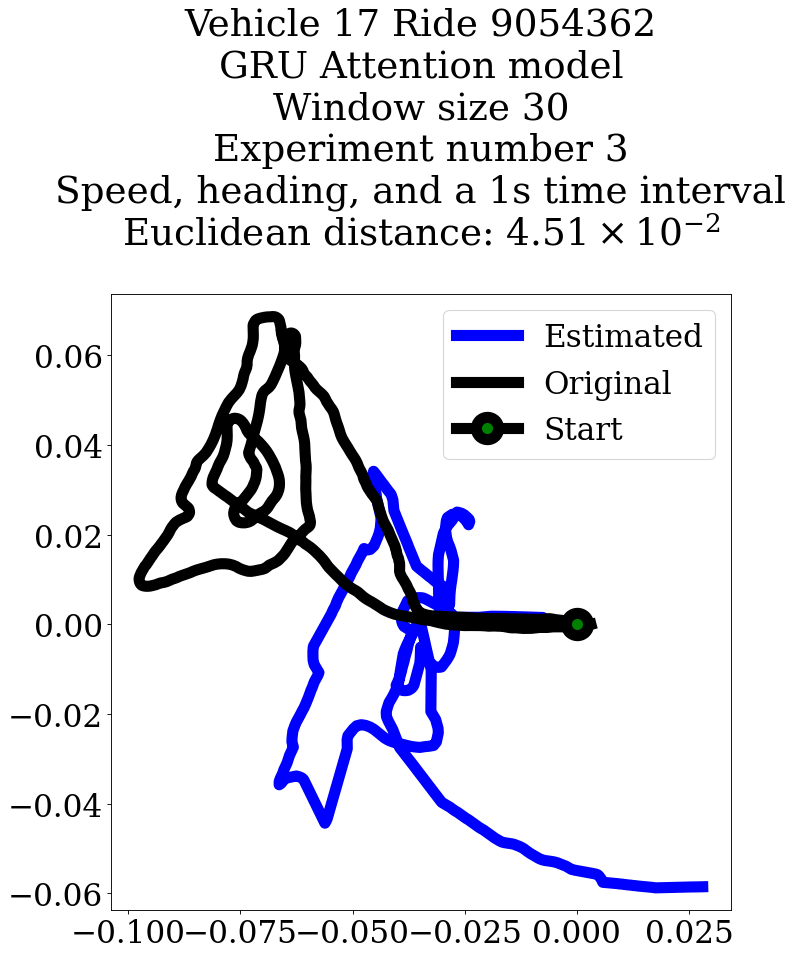 Vehicle 17 Ride 9054362
GRU Attention model
Window size 30
Experiment number 3
Speed, heading, and a 1s time interval
Euclidean distance: 4.51 × 10⁻²
Estimated
Original
Start
0.06
0.04
0.02
0.00
−0.02
−0.04
−0.06
−0.100 −0.075 −0.050 −0.025 0.000 0.025